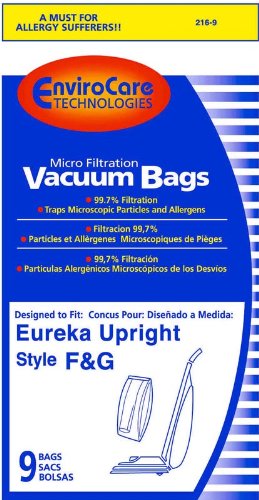 A MUST FOR
ALLERGY SUFFERERS!!
216-9
EnviroCare
TECHNOLOGIES
Micro Filtration
VACUUM BAGS
• 99.7% Filtration
• Traps Microscopic Particles and Allergens
• Filtracion 99,7%
• Particles et Allérgenes Microscopiques de Pièges
• 99,7% Filtración
• Particulas Alergénicos Microscópicos de los Desvios
Designed to Fit: Concus Pour: Diseñado a Medida:
Eureka Upright
Style F&G
9 BAGS
SACS
BOLSAS